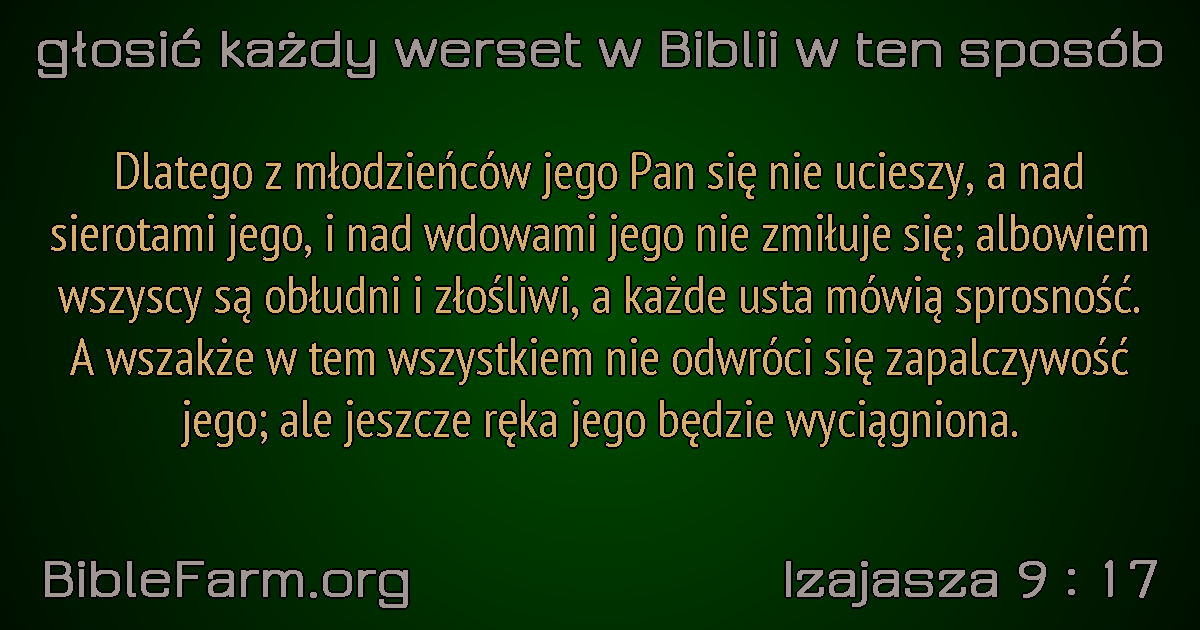 głosić każdy werset w Biblii w ten sposób
Dlatego z młodzieńców jego Pan się nie ucieszy, a nad
sierotami jego, i nad wdowami jego nie zmiłuje się; albowiem
wszyscy są obłudni i złośliwi, a każde usta mówią sprosność.
A wszakże w tem wszystkiem nie odwróci się zapalczywość
jego; ale jeszcze ręka jego będzie wyciągniona.
BibleFarm.org
Izajasza 9 : 17